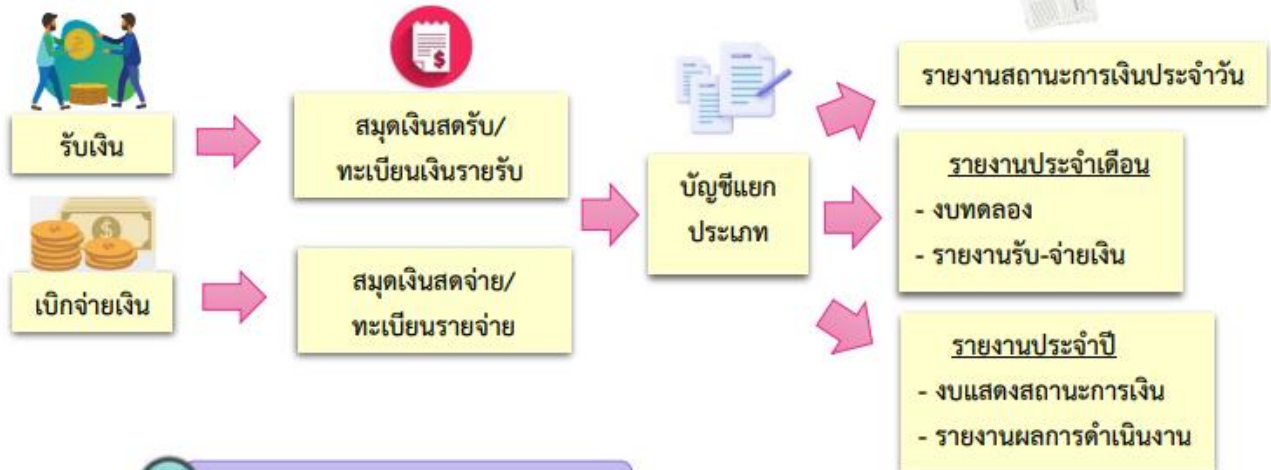 รับเงิน
สมุดเงินสดรับ/
ทะเบียนเงินรายรับ
เบิกจ่ายเงิน
สมุดเงินสดจ่าย/
ทะเบียนรายจ่าย
บัญชีแยก
ประเภท
รายงานสถานะการเงินประจำวัน
รายงานประจำเดือน
- งบทดลอง
- รายงานรับ-จ่ายเงิน
รายงานประจำปี
- งบแสดงสถานะการเงิน
- รายงานผลการดำเนินงาน